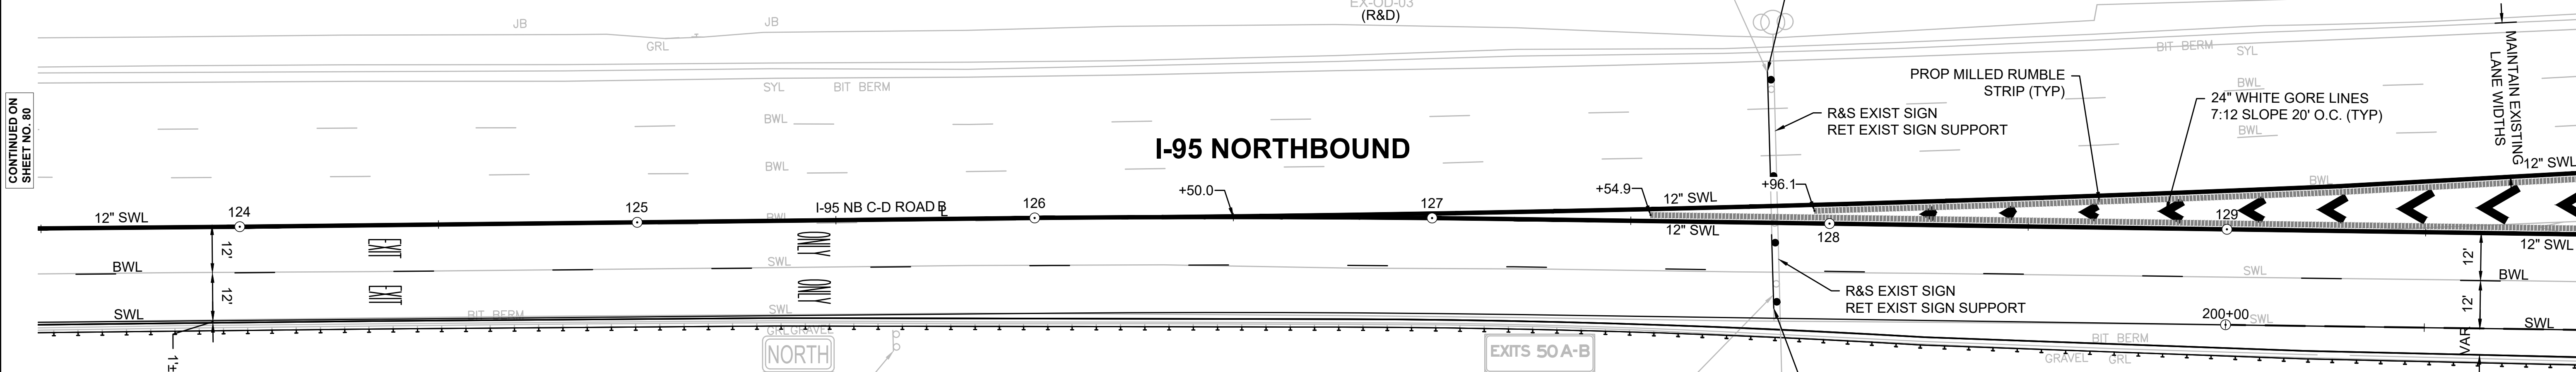 CONTINUED ON
SHEET NO. 80
JB
GRL
JB
EX-OD-03
(R&D)
SYL
BIT BERM
BWL
BWL
I-95 NORTHBOUND
R&S EXIST SIGN
RET EXIST SIGN SUPPORT
PROP MILLED RUMBLE
STRIP (TYP)
24" WHITE GORE LINES
7:12 SLOPE 20' O.C. (TYP)
BIT BERM
SYL
BWL
BWL
BWL
MAINTAIN EXISTING
LANE WIDTHS
12" SWL
12" SWL
124
125
I-95 NB C-D ROAD BL
BWL
126
+50.0
127
+54.9
12" SWL
12" SWL
+96.1
128
129
12" SWL
12'
12'
BWL
SWL
EXIT
EXIT
ONLY
ONLY
SWL
SWL
BIT BERM
GRL
GRAVEL
NORTH
EXITS 50 A-B
R&S EXIST SIGN
RET EXIST SIGN SUPPORT
200+00
SWL
SWL
12'
12'
BWL
SWL
VAR
BIT BERM
GRAVEL
GRL
1'